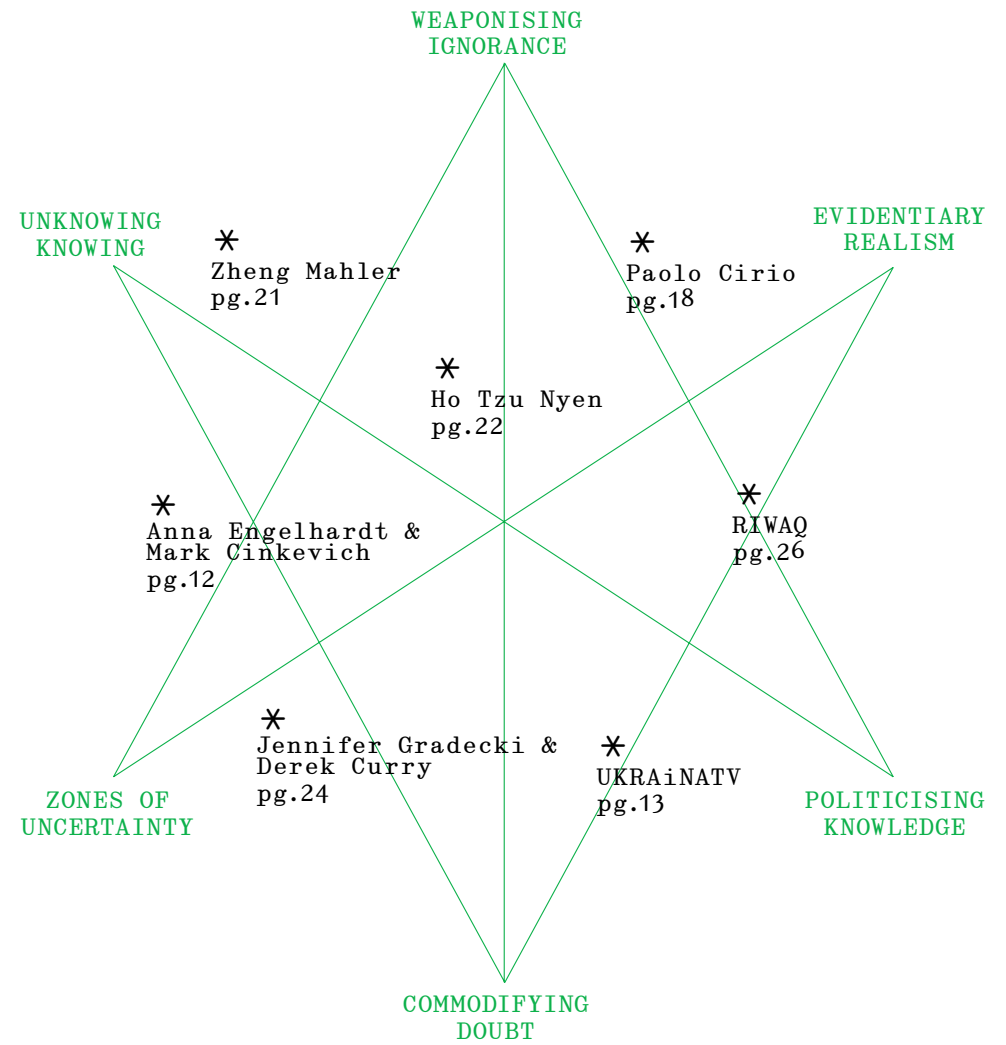 WEAPONISING
IGNORANCE
UNKNOWING
KNOWING
EVIDENTIARY
REALISM
Zheng Mahler
pg.21
Paolo Cirio
pg.18
Ho Tzu Nyen
pg.22
Anna Engelhardt &
Mark Cinkevich
pg.12
RIWAQ
pg.26
Jennifer Gradecki &
Derek Curry
pg.24
UKRAiNATV
pg.13
ZONES OF
UNCERTAINTY
POLITICISING
KNOWLEDGE
COMMODIFYING
DOUBT